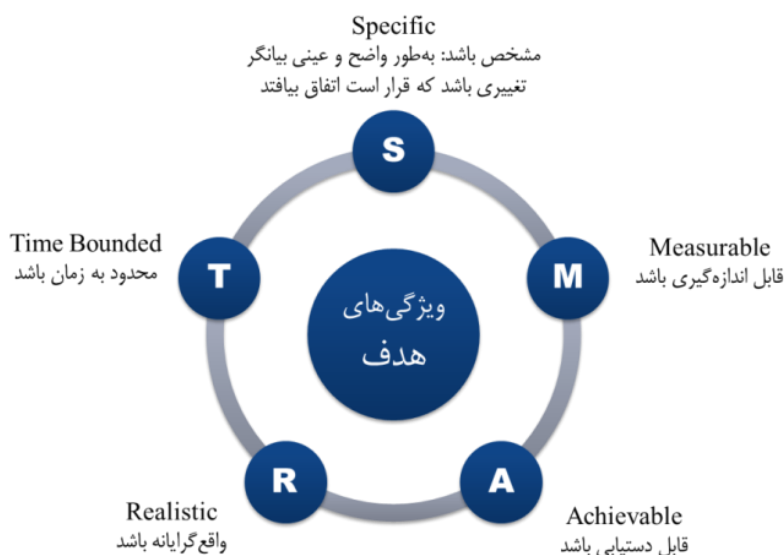 Specific
مشخص باشد: به‌طور واضح و عینی بیانگر
تغییری باشد که قرار است اتفاق بیافتد
S
Time Bounded
محدود به زمان باشد
T
Measurable
قابل اندازه‌گیری باشد
M
ویژگی‌های
هدف
Realistic
واقع‌گرایانه باشد
R
Achievable
قابل دستیابی باشد
A